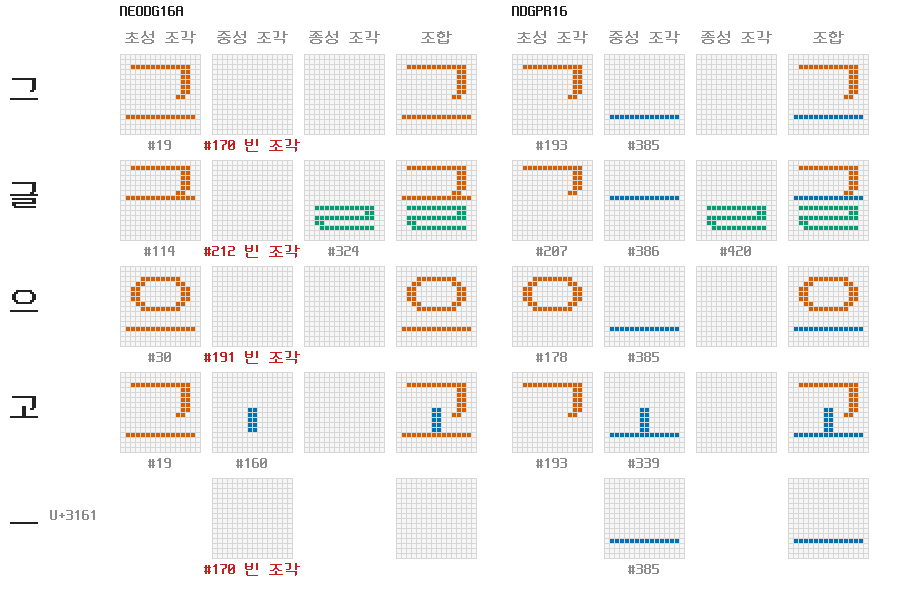 NEODG16A NDGPR16
초성 조각 중성 조각 종성 조각 조합 초성 조각 중성 조각 종성 조각 조합
그
#19 #170 빈 조각 #193 #385
글
#114 #212 빈 조각 #324 #207 #386 #420
으
#30 #191 빈 조각 #178 #385
고
#19 #160 #193 #339
ㅡ U+3161
#170 빈 조각 #385